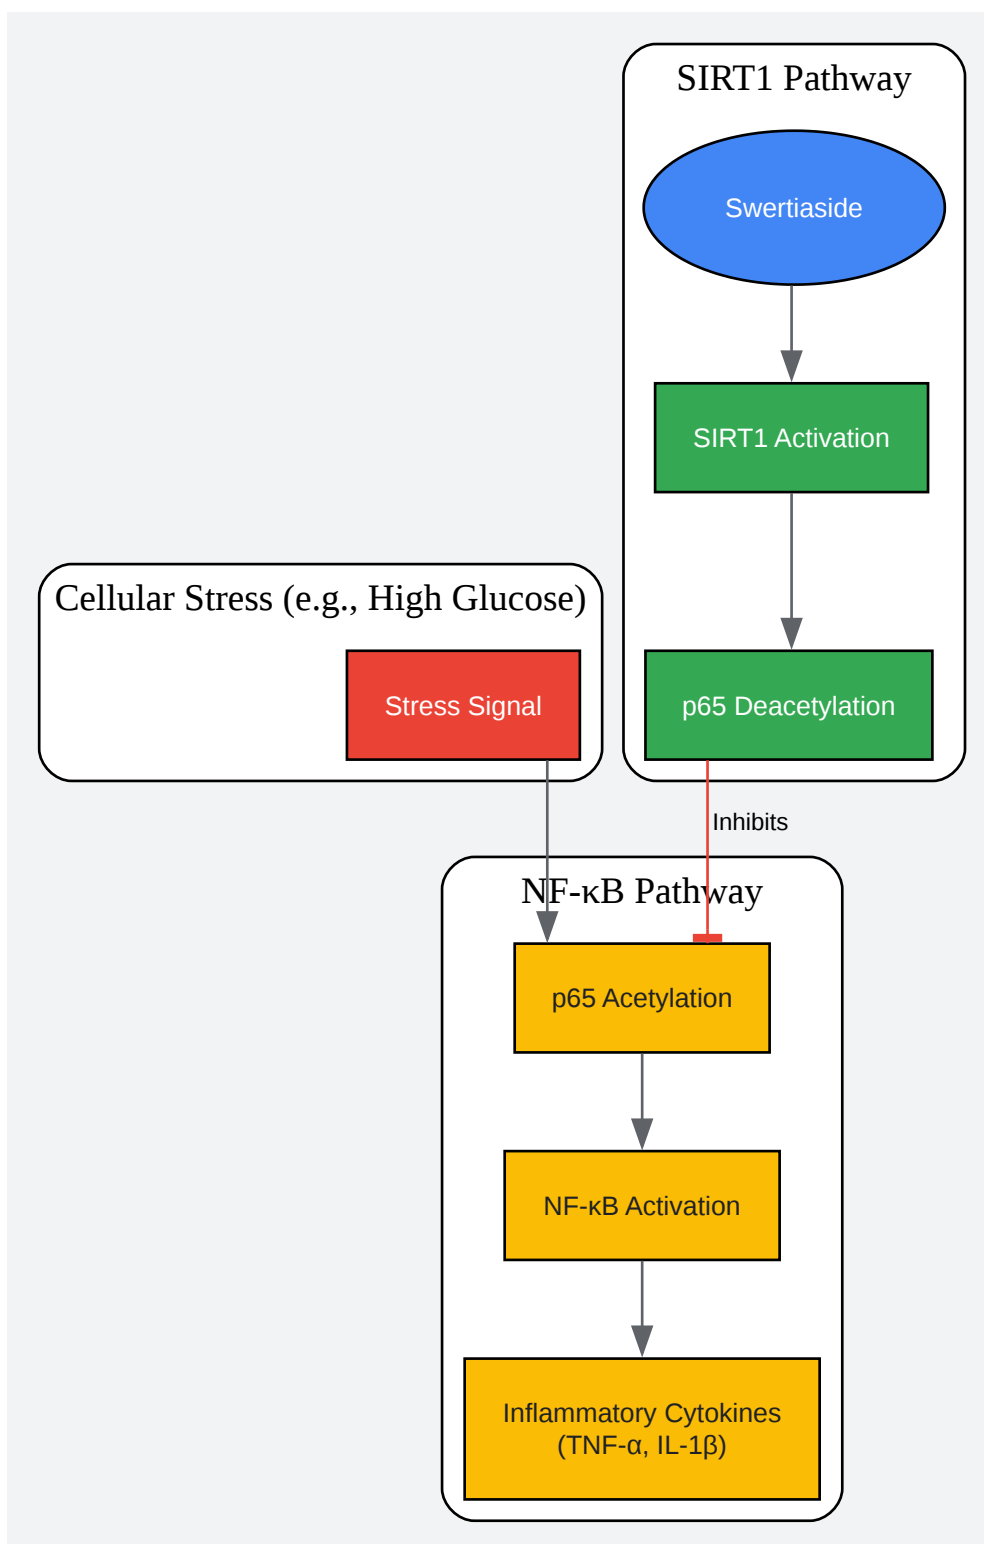 SIRT1 Pathway
Swertiaside
SIRT1 Activation
Cellular Stress (e.g., High Glucose)
Stress Signal
p65 Deacetylation
Inhibits
NF-κB Pathway
p65 Acetylation
NF-κB Activation
Inflammatory Cytokines
(TNF-α, IL-1β)